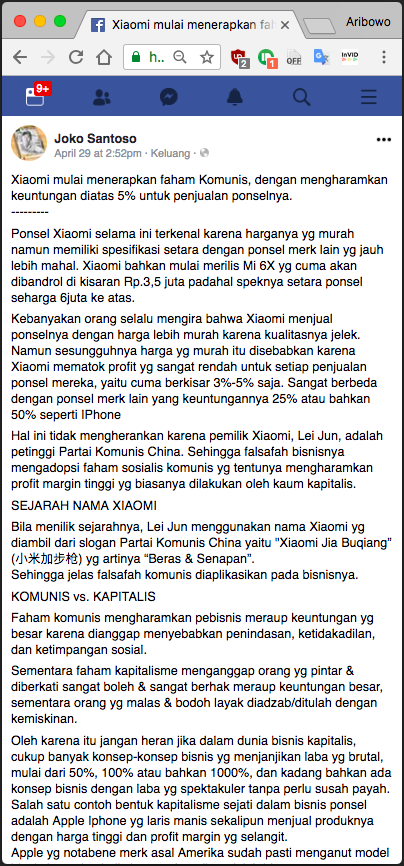 Xiaomi mulai menerapkan fah
Aribowo
h..
2
1
OFF
InVID
9+
Joko Santoso
April 29 at 2:52pm · Keluang ·
Xiaomi mulai menerapkan faham Komunis, dengan mengharamkan
keuntungan diatas 5% untuk penjualan ponselnya.
---------
Ponsel Xiaomi selama ini terkenal karena harganya yg murah
namun memiliki spesifikasi setara dengan ponsel merk lain yg jauh
lebih mahal. Xiaomi bahkan mulai merilis Mi 6X yg cuma akan
dibandrol di kisaran Rp.3,5 juta padahal speknya setara ponsel
seharga 6juta ke atas.
Kebanyakan orang selalu mengira bahwa Xiaomi menjual
ponselnya dengan harga lebih murah karena kualitasnya jelek.
Namun sesungguhnya harga yg murah itu disebabkan karena
Xiaomi mematok profit yg sangat rendah untuk setiap penjualan
ponsel mereka, yaitu cuma berkisar 3%-5% saja. Sangat berbeda
dengan ponsel merk lain yang keuntungannya 25% atau bahkan
50% seperti IPhone
Hal ini tidak mengherankan karena pemilik Xiaomi, Lei Jun, adalah
petinggi Partai Komunis China. Sehingga falsafah bisnisnya
mengadopsi faham sosialis komunis yg tentunya mengharamkan
profit margin tinggi yg biasanya dilakukan oleh kaum kapitalis.
SEJARAH NAMA XIAOMI
Bila menilik sejarahnya, Lei Jun menggunakan nama Xiaomi yg
diambil dari slogan Partai Komunis China yaitu "Xiaomi Jia Buqiang"
(小米加步枪) yg artinya “Beras & Senapan”.
Sehingga jelas falsafah komunis diaplikasikan pada bisnisnya.
KOMUNIS vs. KAPITALIS
Faham komunis mengharamkan pebisnis meraup keuntungan yg
besar karena dianggap menyebabkan penindasan, ketidakadilan,
dan ketimpangan sosial.
Sementara faham kapitalisme menganggap orang yg pintar &
diberkati sangat boleh & sangat berhak meraup keuntungan besar,
sementara orang yg malas & bodoh layak diadzab/ditulah dengan
kemiskinan.
Oleh karena itu jangan heran jika dalam dunia bisnis kapitalis,
cukup banyak konsep-konsep bisnis yg menjanjikan laba yg brutal,
mulai dari 50%, 100% atau bahkan 1000%, dan kadang bahkan ada
konsep bisnis dengan laba yg spektakuler tanpa perlu susah payah.
Salah satu contoh bentuk kapitalisme sejati dalam bisnis ponsel
adalah Apple Iphone yg laris manis sekalipun menjual produknya
dengan harga tinggi dan profit margin yg selangit.
Apple yg notabene merk asal Amerika sudah pasti menganut model